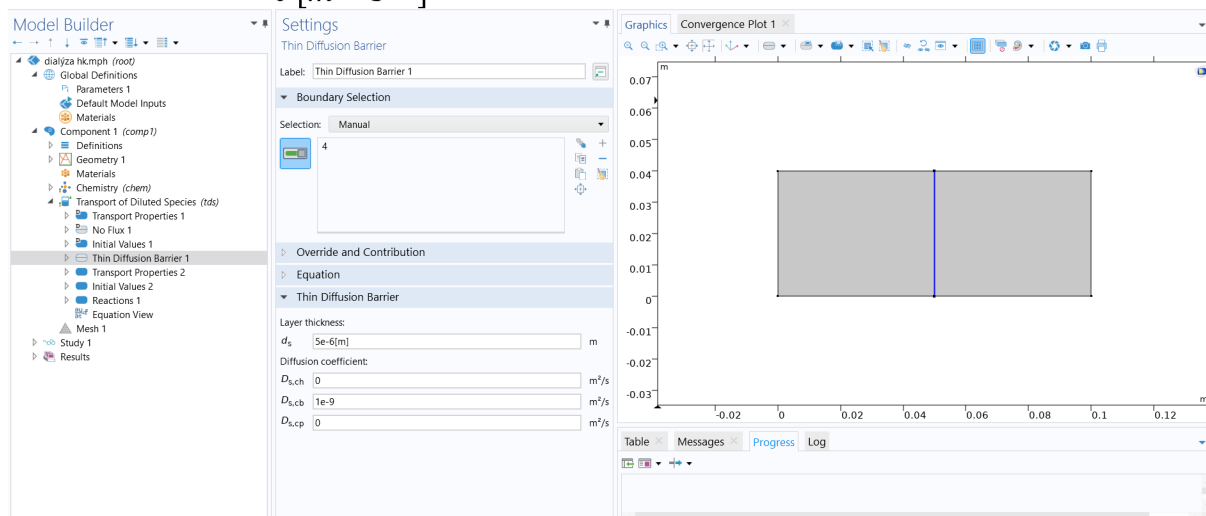 Model Builder
dialýza hk.mph (root)
Global Definitions
Pi Parameters 1
Default Model Inputs
Materials
Component 1 (comp1)
Definitions
Geometry 1
Materials
Chemistry (chem)
Transport of Diluted Species (tds)
Transport Properties 1
No Flux 1
Initial Values 1
Thin Diffusion Barrier 1
Transport Properties 2
Initial Values 2
Reactions 1
Equation View
Mesh 1
Study 1
Results
Settings
Thin Diffusion Barrier
Label: Thin Diffusion Barrier 1
Boundary Selection
Selection: Manual
4
Override and Contribution
Equation
Thin Diffusion Barrier
Layer thickness:
ds 5e-6[m] m
Diffusion coefficient:
Ds,ch 0 m²/s
Ds,cb 1e-9 m²/s
Ds,cp 0 m²/s
Graphics Convergence Plot 1
m
0.07
0.06
0.05
0.04
0.03
0.02
0.01
0
-0.01
-0.02
-0.03
m
-0.02 0 0.02 0.04 0.06 0.08 0.1 0.12
Table Messages Progress Log